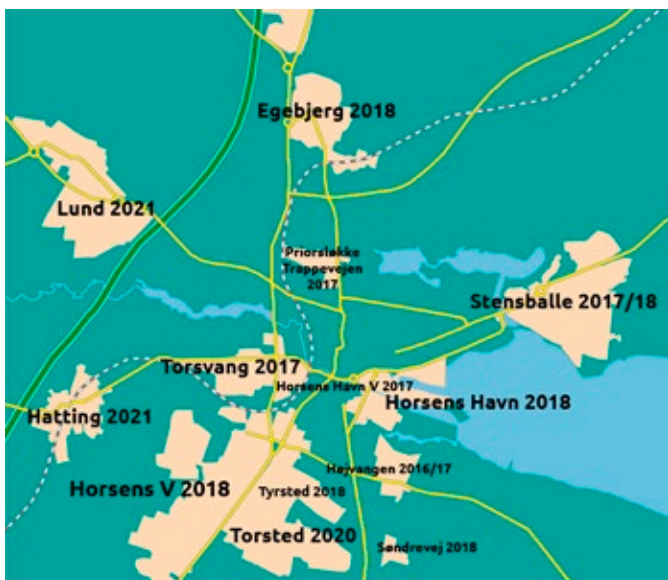 Egebjerg 2018
Lund 2021
Priorsløkke
Trappevejen
2017
Stensballe 2017/18
Torsvang 2017
Horsens Havn V 2017
Horsens Havn 2018
Hatting 2021
Højvangen 2016/17
Horsens V 2018
Tyrsted 2018
Torsted 2020
Søndrevej 2018